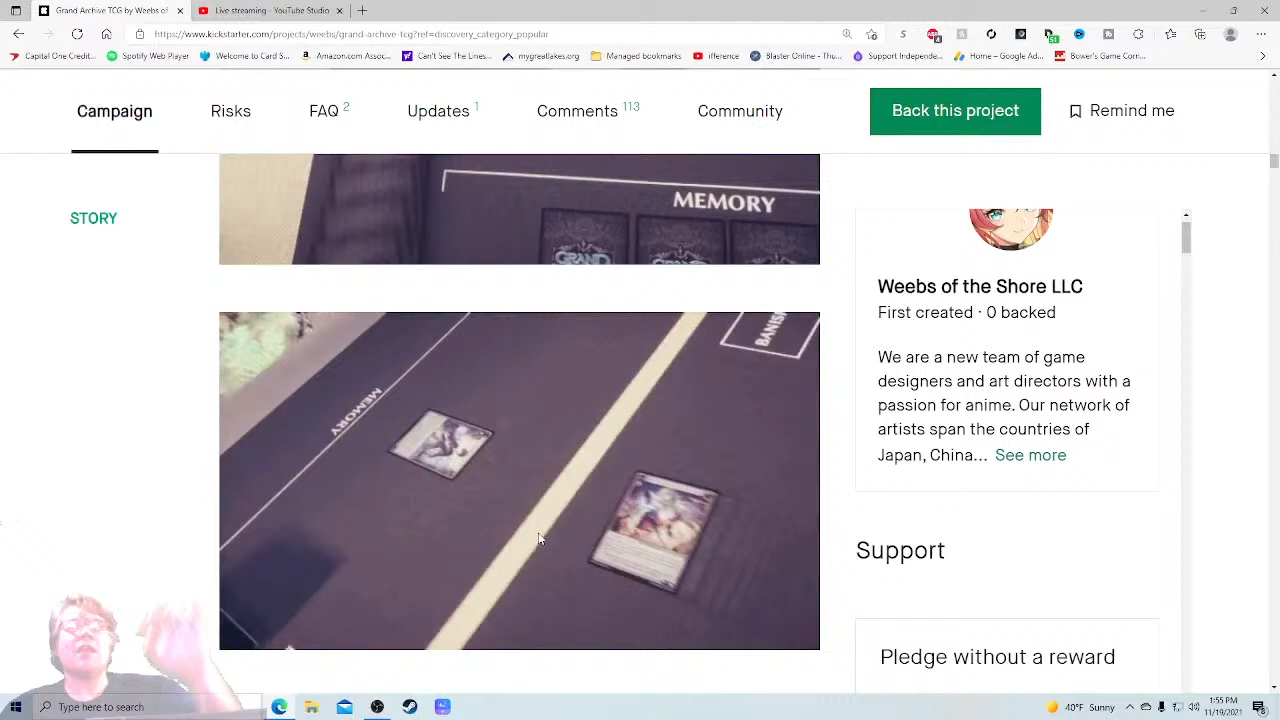 Grand Archive TCG by Weebs of
Live streaming - YouTube Studio
https://www.kickstarter.com/projects/weebs/grand-archive-tcg?ref=discovery_category_popular
Capital One Credit C...
Spotify Web Player
Welcome to Card S...
Amazon.com Associ...
Can't See The Lines...
mygreatlakes.org
Managed bookmarks
ifference
Blaster Online - Thu...
Support Independe...
Home – Google Ad...
Bower's Game Corn...
Campaign
Risks
FAQ 2
Updates 1
Comments 113
Community
Back this project
Remind me
STORY
MEMORY
GRAND
MEMORY
BANISH
Weebs of the Shore LLC
First created · 0 backed
We are a new team of game
designers and art directors with a
passion for anime. Our network of
artists span the countries of
Japan, China... See more
Support
Pledge without a reward
Type here to search
40°F Sunny
1:55 PM
11/19/2021